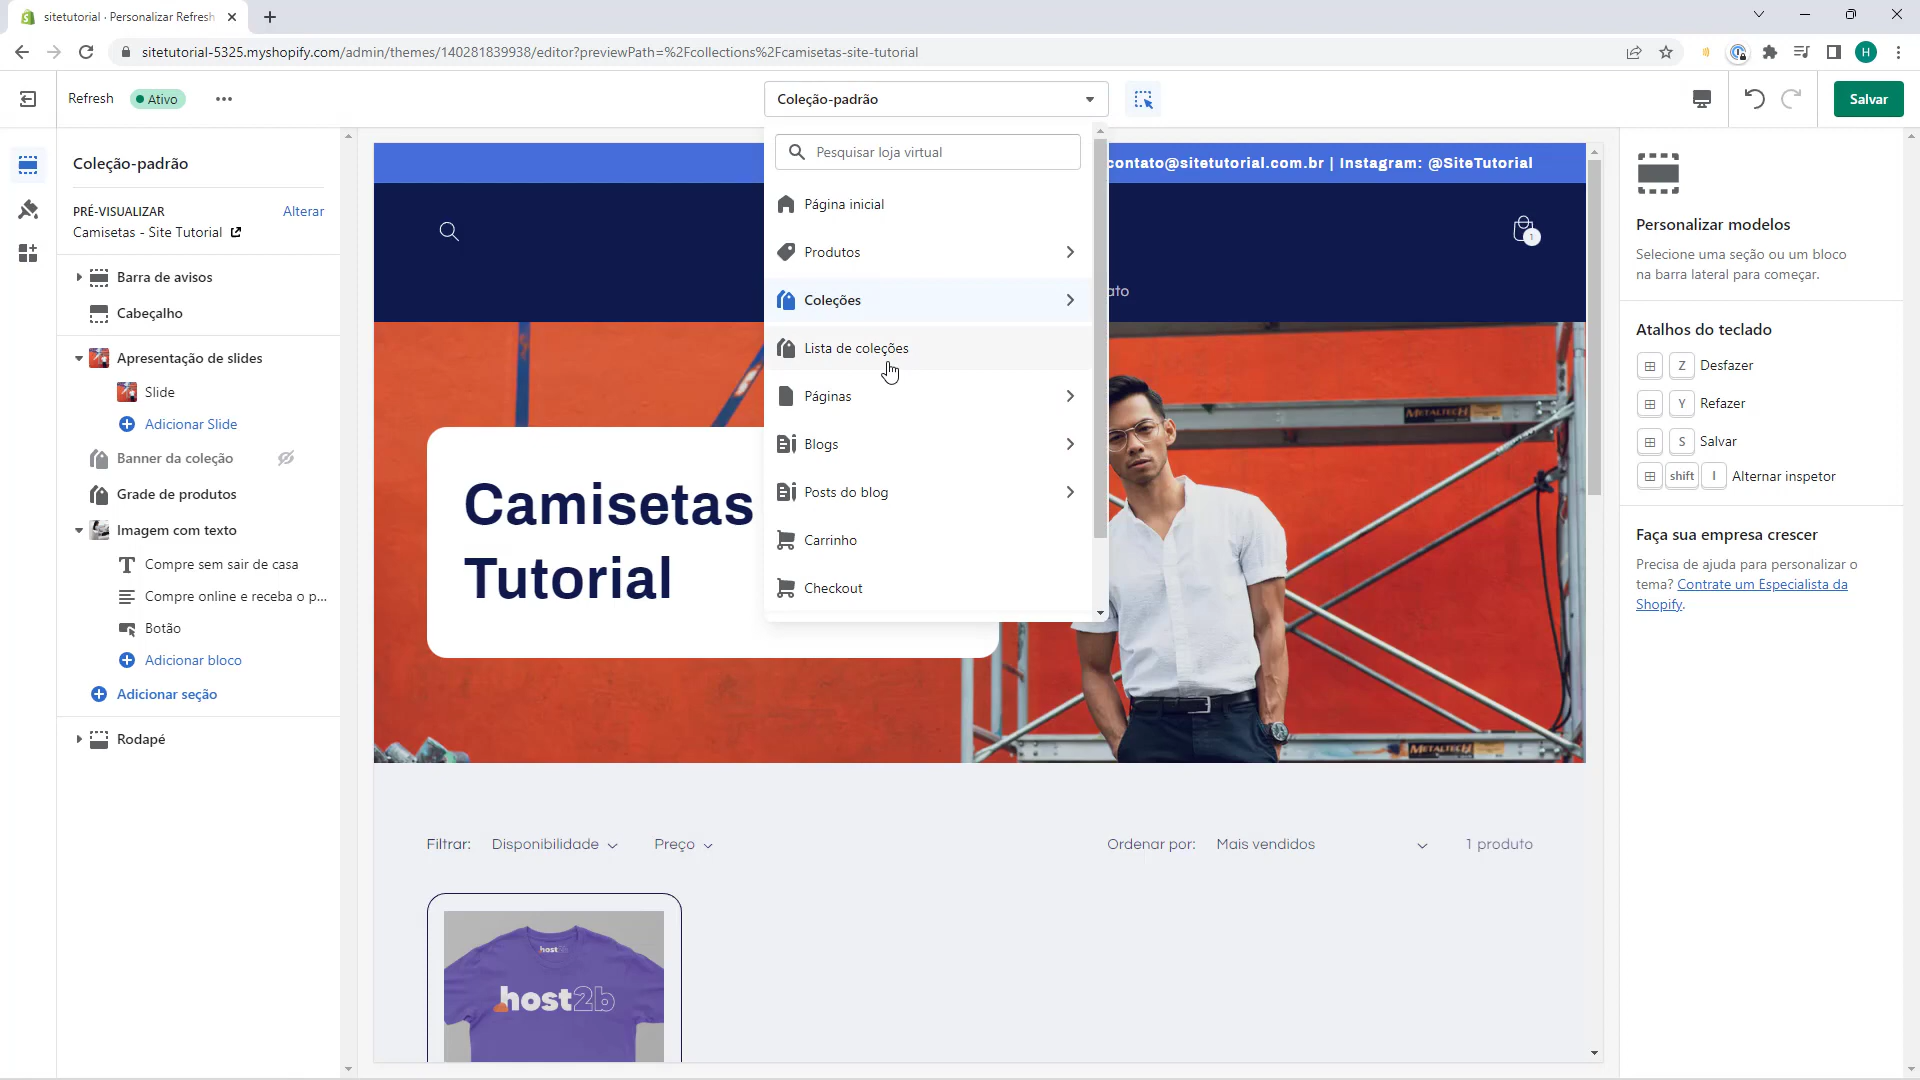 sitetutorial · Personalizar Refresh
sitetutorial-5325.myshopify.com/admin/themes/140281839938/editor?previewPath=%2Fcollections%2Fcamisetas-site-tutorial
H
Refresh
Ativo
Coleção-padrão
Salvar
Coleção-padrão
PRÉ-VISUALIZAR
Alterar
Camisetas - Site Tutorial
Barra de avisos
Cabeçalho
Apresentação de slides
Slide
Adicionar Slide
Banner da coleção
Grade de produtos
Imagem com texto
Compre sem sair de casa
Compre online e receba o p...
Botão
Adicionar bloco
Adicionar seção
Rodapé
Pesquisar loja virtual
Página inicial
Produtos
Coleções
Lista de coleções
Páginas
Blogs
Posts do blog
Carrinho
Checkout
contato@sitetutorial.com.br | Instagram: @SiteTutorial
1
ato
Camisetas
Tutorial
METALTECH
METALTECH
Filtrar:
Disponibilidade
Preço
Ordenar por:
Mais vendidos
1 produto
host2b
host2b
Personalizar modelos
Selecione uma seção ou um bloco
na barra lateral para começar.
Atalhos do teclado
Z Desfazer
Y Refazer
S Salvar
shift I Alternar inspetor
Faça sua empresa crescer
Precisa de ajuda para personalizar o
tema? Contrate um Especialista da
Shopify.